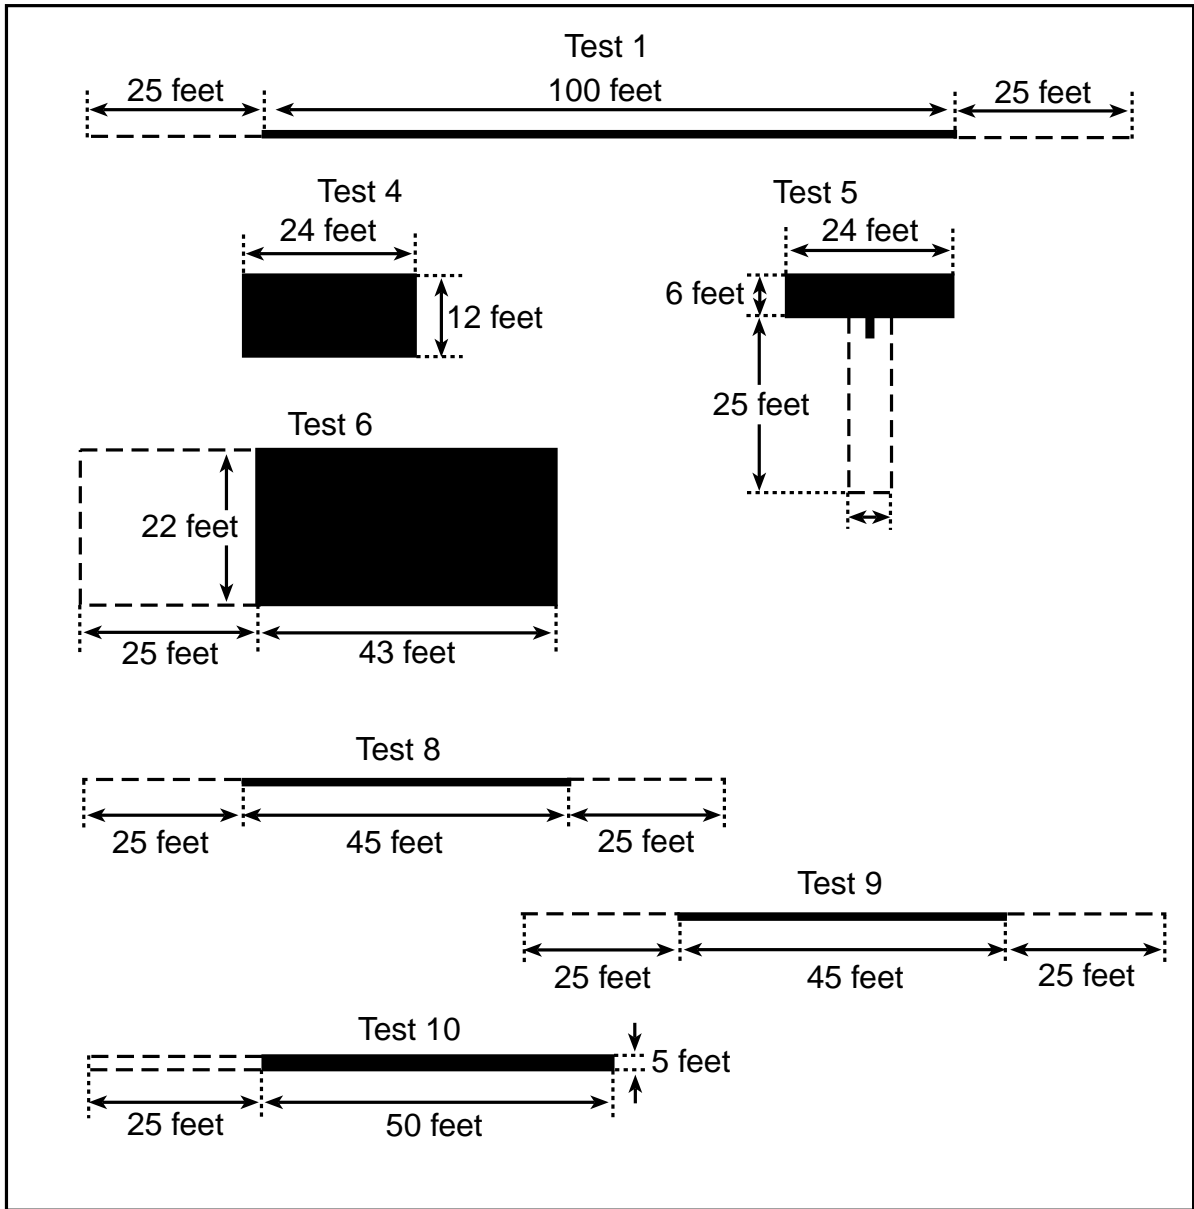 Test 1
25 feet
100 feet
25 feet
Test 4
24 feet
12 feet
Test 5
24 feet
6 feet
25 feet
Test 6
22 feet
25 feet
43 feet
Test 8
25 feet
45 feet
25 feet
Test 9
25 feet
45 feet
25 feet
Test 10
5 feet
25 feet
50 feet